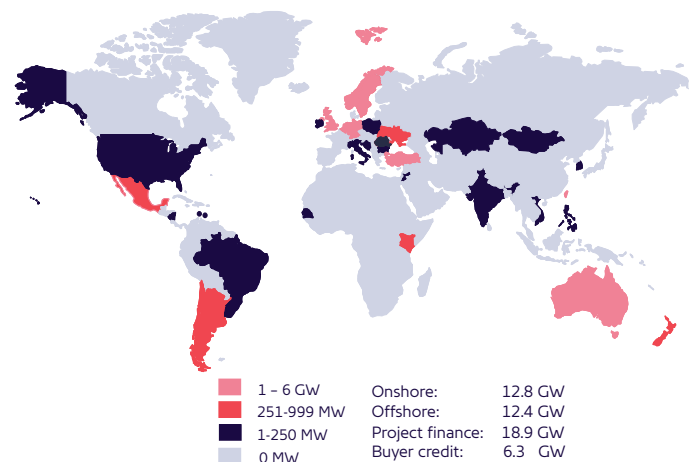 1 – 6 GW
251-999 MW
1-250 MW
0 MW
Onshore: 12.8 GW
Offshore: 12.4 GW
Project finance: 18.9 GW
Buyer credit: 6.3 GW